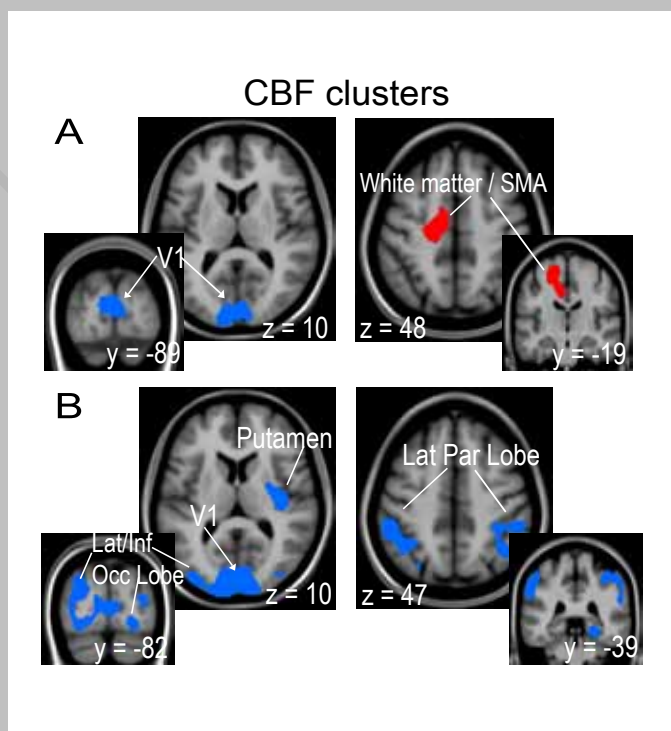 CBF clusters
A
White matter / SMA
V1
z = 10
z = 48
y = -89
y = -19
B
Putamen
Lat Par Lobe
V1
Lat/Inf
Occ Lobe
z = 10
z = 47
y = -82
y = -39